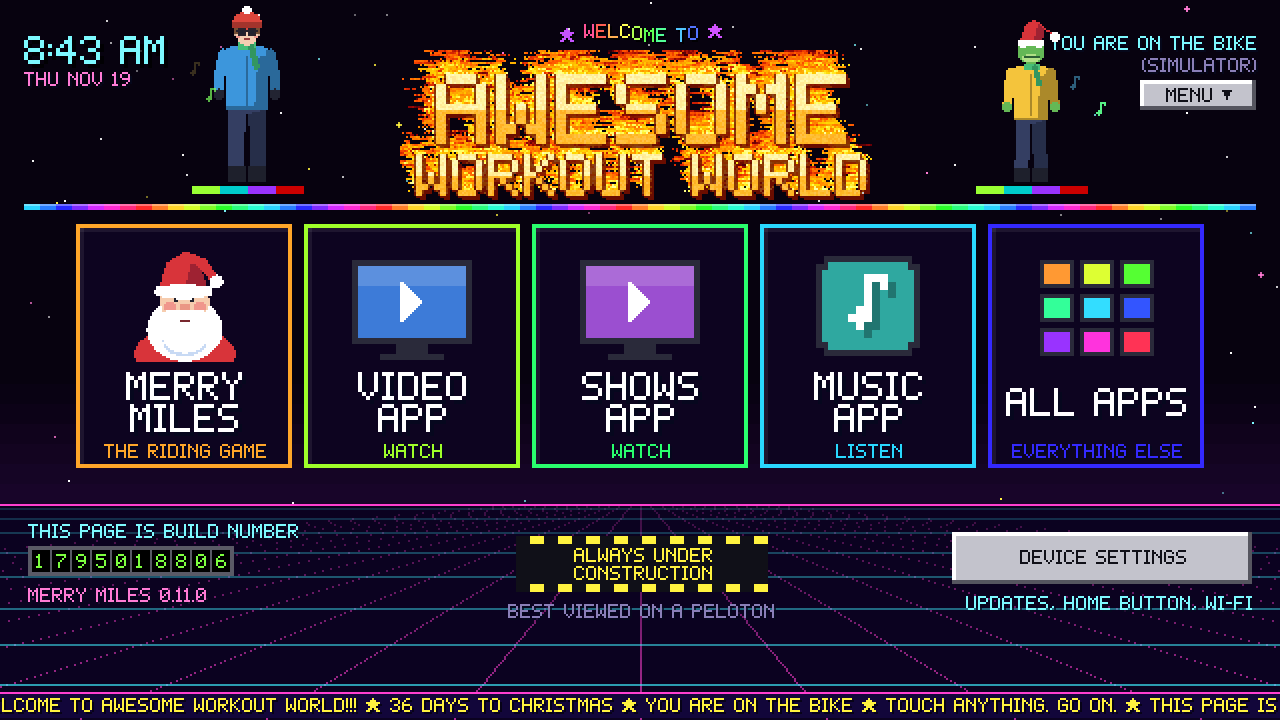 8:43 AM
THU NOV 19
WELCOME TO
AWESOME
WORKOUT WORLD
YOU ARE ON THE BIKE
(SIMULATOR)
MENU ▼
MERRY
MILES
THE RIDING GAME
VIDEO
APP
WATCH
SHOWS
APP
WATCH
MUSIC
APP
LISTEN
ALL APPS
EVERYTHING ELSE
THIS PAGE IS BUILD NUMBER
1795018806
MERRY MILES 0.11.0
ALWAYS UNDER
CONSTRUCTION
BEST VIEWED ON A PELOTON
DEVICE SETTINGS
UPDATES, HOME BUTTON, WI-FI
LCOME TO AWESOME WORKOUT WORLD!!! ★ 36 DAYS TO CHRISTMAS ★ YOU ARE ON THE BIKE ★ TOUCH ANYTHING. GO ON. ★ THIS PAGE IS